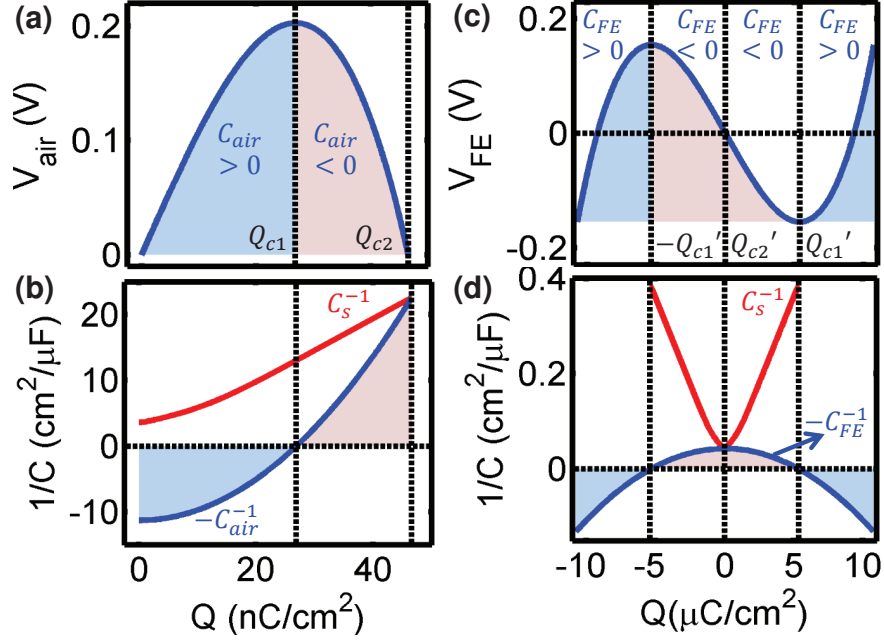 (a)
V_air (V)
0.2
0.1
0
C_air > 0
C_air < 0
Q_c1
Q_c2
(b)
1/C (cm²/μF)
20
10
0
-10
C_s⁻¹
−C_air⁻¹
0
20
40
Q (nC/cm²)
(c)
V_FE (V)
0.2
0
-0.2
C_FE > 0
C_FE < 0
C_FE < 0
C_FE > 0
−Q_c1′
Q_c2′
Q_c1′
(d)
1/C (cm²/μF)
0.4
0.2
0
C_s⁻¹
−C_FE⁻¹
-10
-5
0
5
10
Q(μC/cm²)